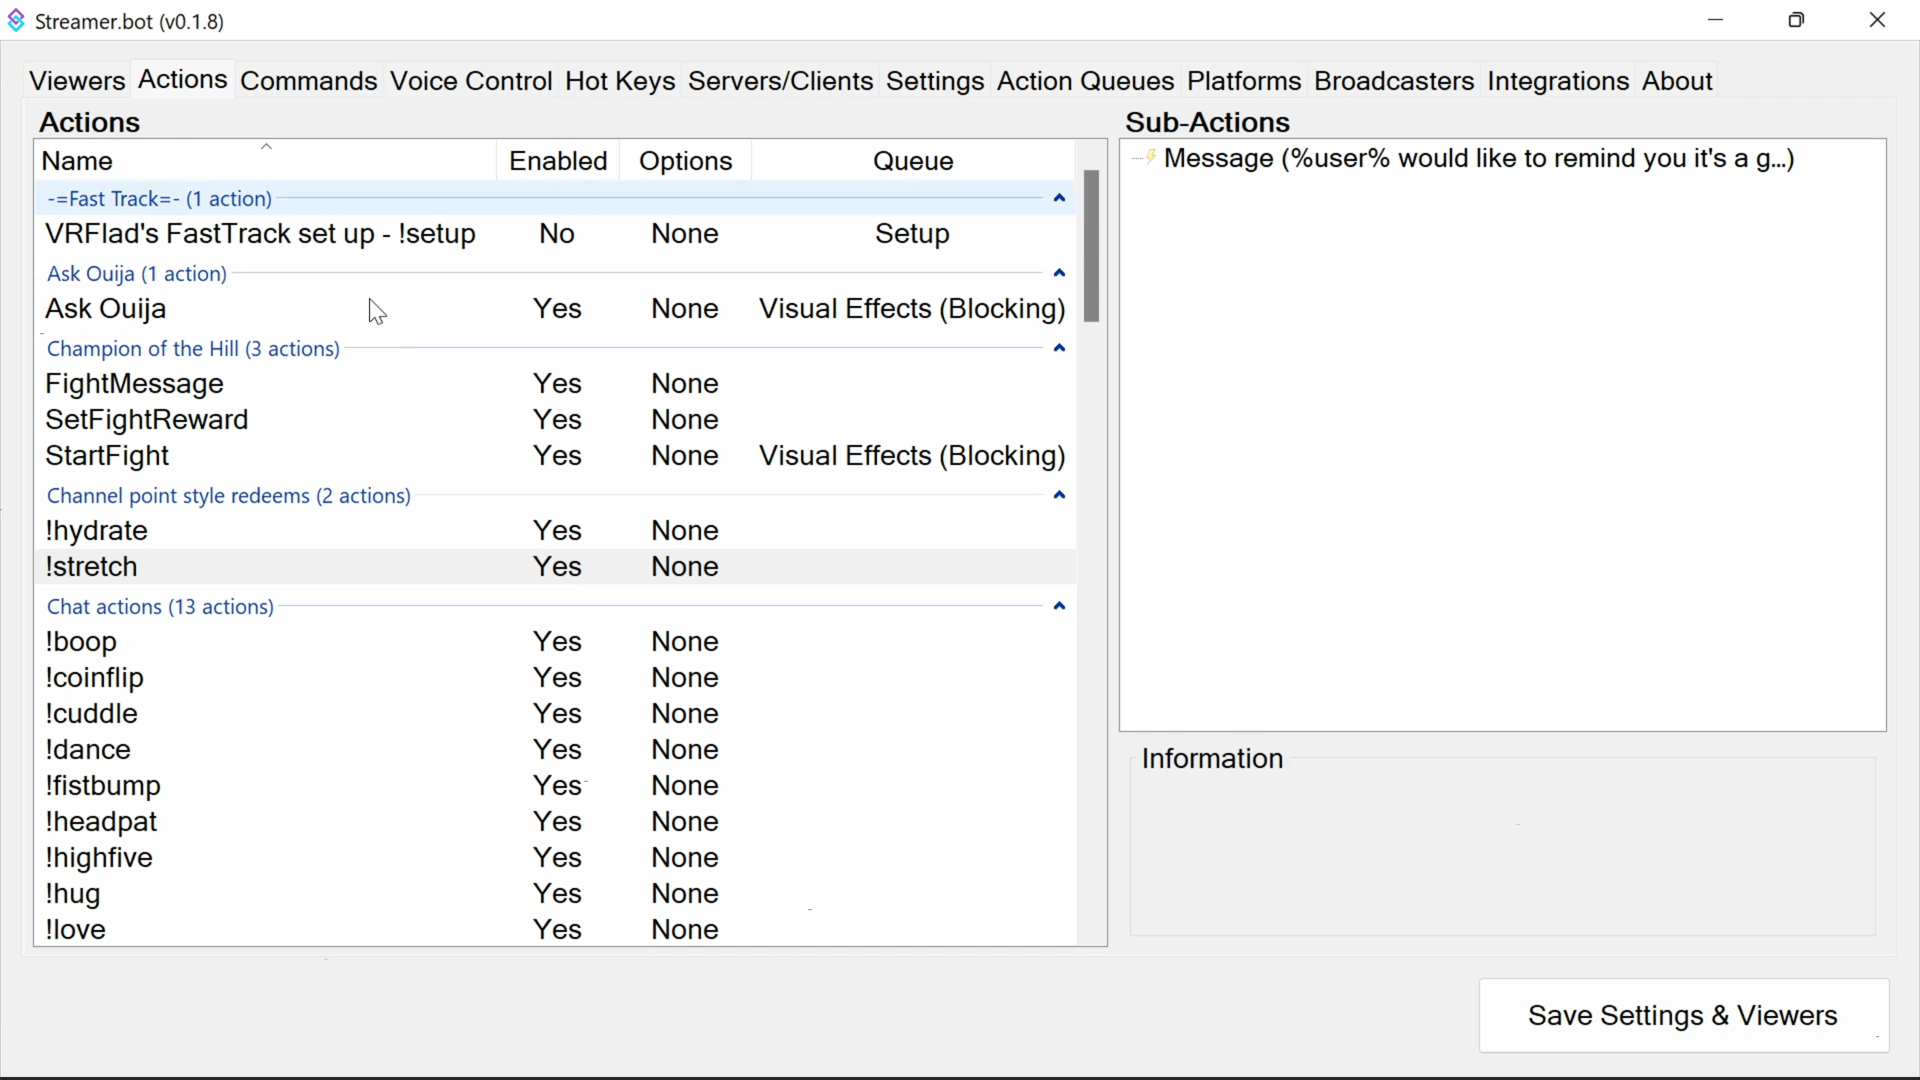 Streamer.bot (v0.1.8)
Viewers Actions Commands Voice Control Hot Keys Servers/Clients Settings Action Queues Platforms Broadcasters Integrations About
Actions
Name Enabled Options Queue
-=Fast Track=- (1 action)
VRFlad's FastTrack set up - !setup No None Setup
Ask Ouija (1 action)
Ask Ouija Yes None Visual Effects (Blocking)
Champion of the Hill (3 actions)
FightMessage Yes None
SetFightReward Yes None
StartFight Yes None Visual Effects (Blocking)
Channel point style redeems (2 actions)
!hydrate Yes None
!stretch Yes None
Chat actions (13 actions)
!boop Yes None
!coinflip Yes None
!cuddle Yes None
!dance Yes None
!fistbump Yes None
!headpat Yes None
!highfive Yes None
!hug Yes None
!love Yes None
Sub-Actions
Message (%user% would like to remind you it's a g...)
Information
Save Settings & Viewers